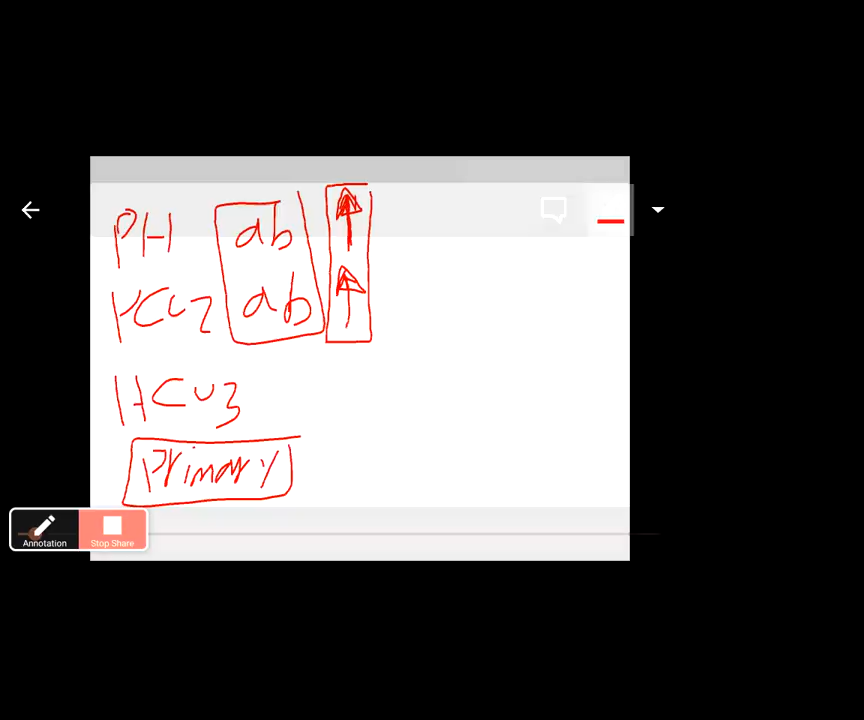 PH ab ↑
PCO2 ab ↑
HCO3
Primary
Annotation
Stop Share